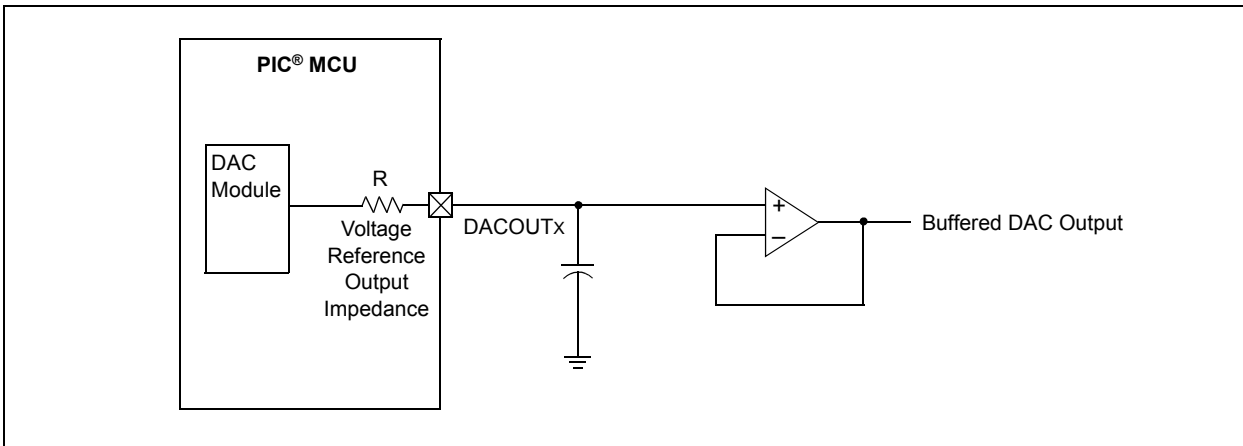 PIC® MCU
DAC
Module
R
Voltage
Reference
Output
Impedance
DACOUTX
+
–
Buffered DAC Output